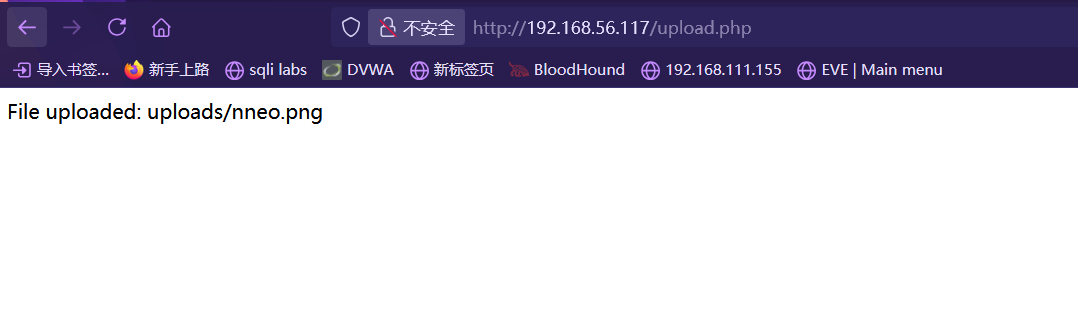 不安全 http://192.168.56.117/upload.php
导入书签... 新手上路 sqli labs DVWA 新标签页 BloodHound 192.168.111.155 EVE | Main menu
File uploaded: uploads/nneo.png